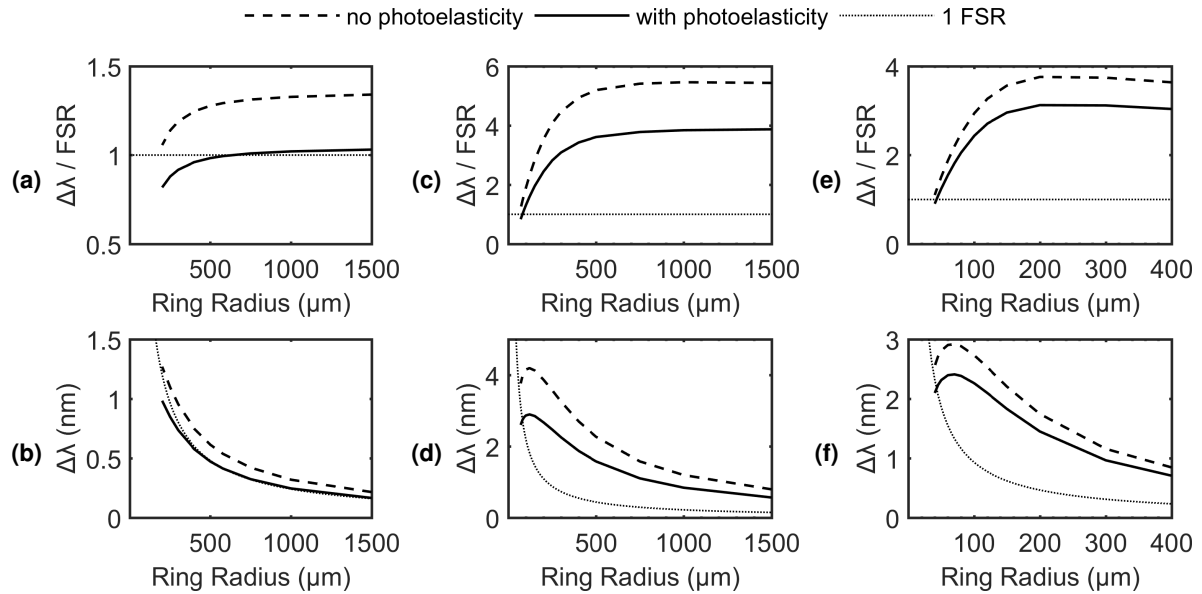 no photoelasticity with photoelasticity 1 FSR
(a)
Δλ / FSR
1.5
1
0.5
500 1000 1500
Ring Radius (µm)
(c)
Δλ / FSR
6
4
2
0
500 1000 1500
Ring Radius (µm)
(e)
Δλ / FSR
4
2
0
100 200 300 400
Ring Radius (µm)
(b)
Δλ (nm)
1.5
1
0.5
0
500 1000 1500
Ring Radius (µm)
(d)
Δλ (nm)
4
2
0
500 1000 1500
Ring Radius (µm)
(f)
Δλ (nm)
3
2
1
0
100 200 300 400
Ring Radius (µm)